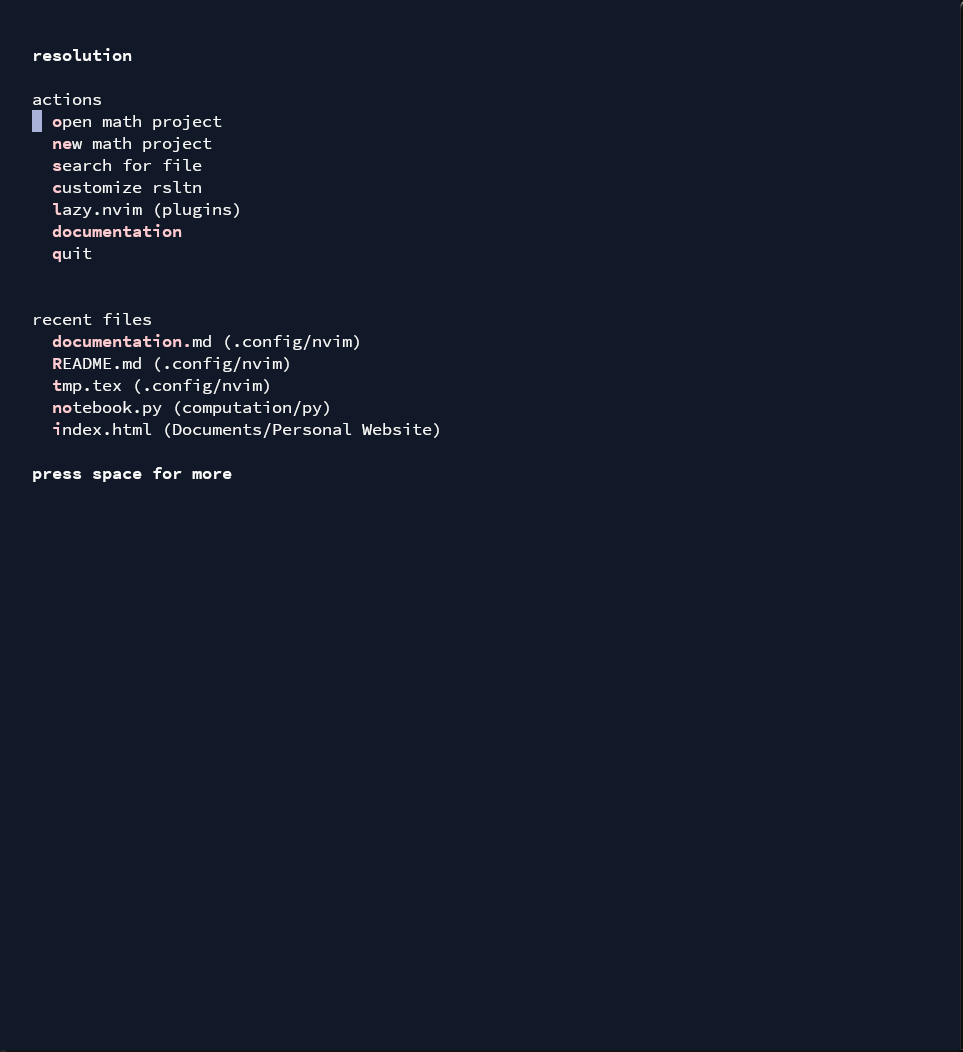 resolution
actions
open math project
new math project
search for file
customize rsltn
lazy.nvim (plugins)
documentation
quit
recent files
documentation.md (.config/nvim)
README.md (.config/nvim)
tmp.tex (.config/nvim)
notebook.py (computation/py)
index.html (Documents/Personal Website)
press space for more